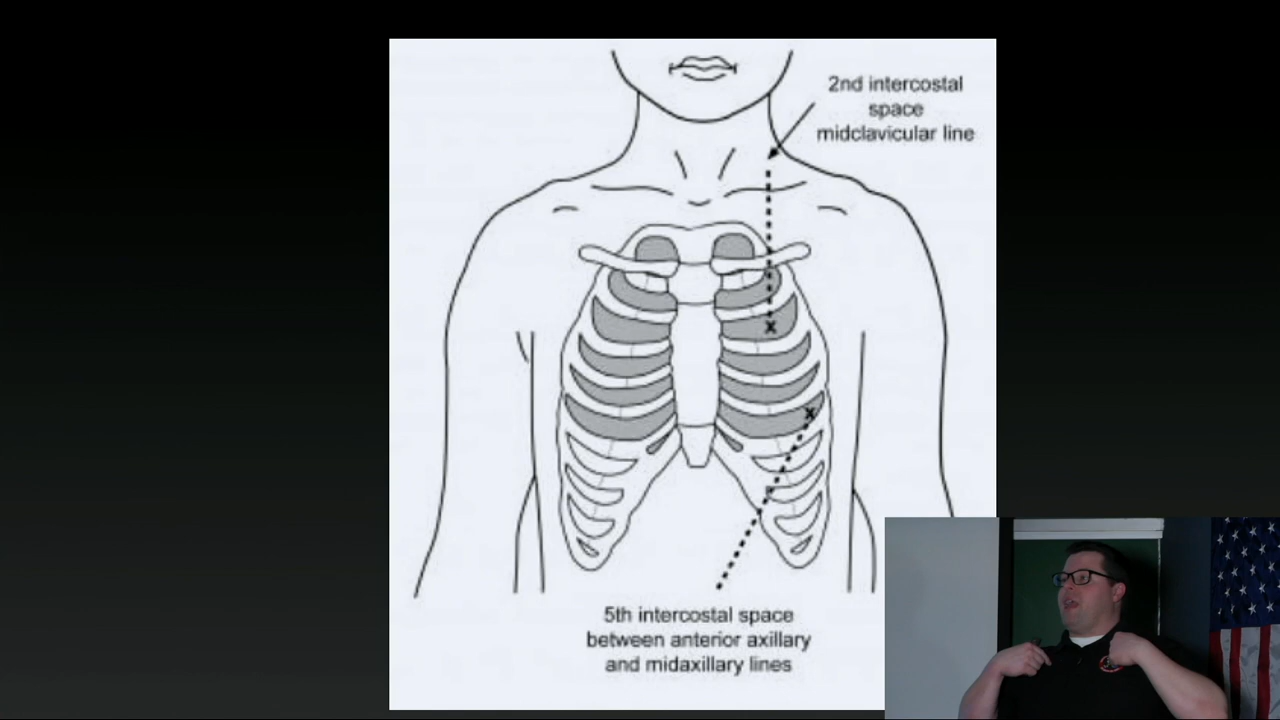 2nd intercostal
space
midclavicular line
x
x
5th intercostal space
between anterior axillary
and midaxillary lines